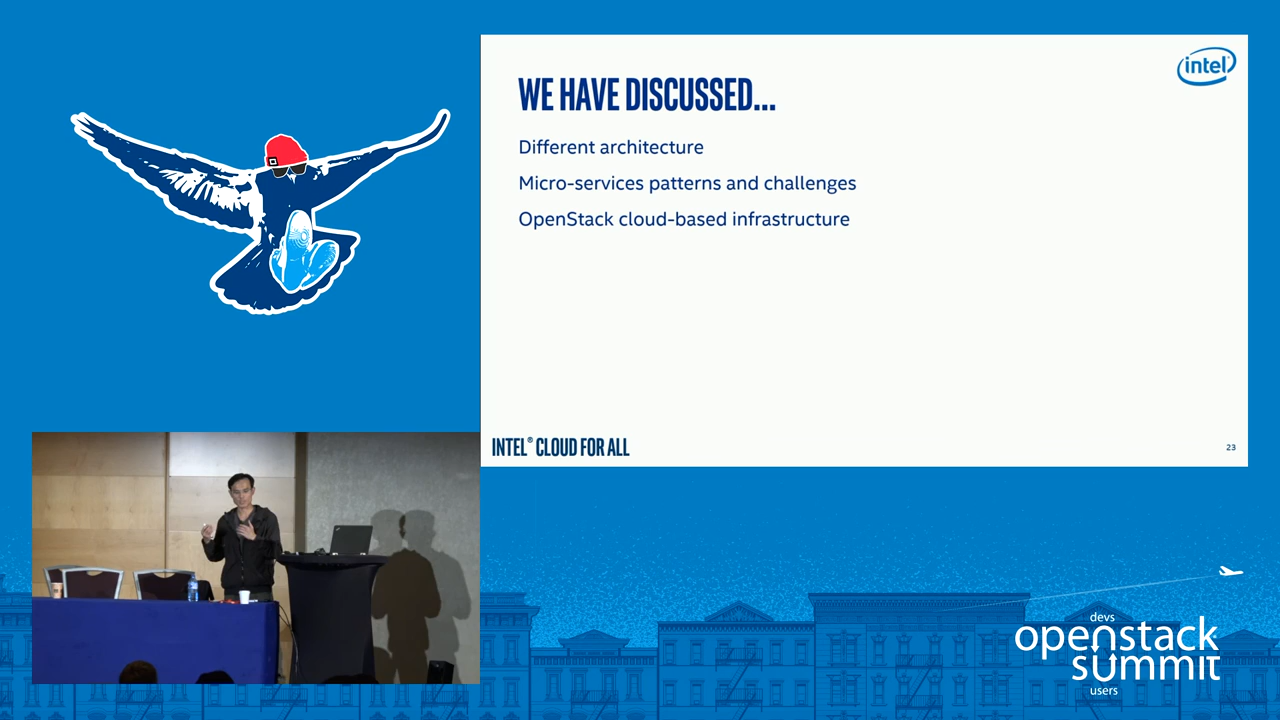 intel
WE HAVE DISCUSSED...
Different architecture
Micro-services patterns and challenges
OpenStack cloud-based infrastructure
INTEL® CLOUD FOR ALL
23
devs
openstack
summit
users